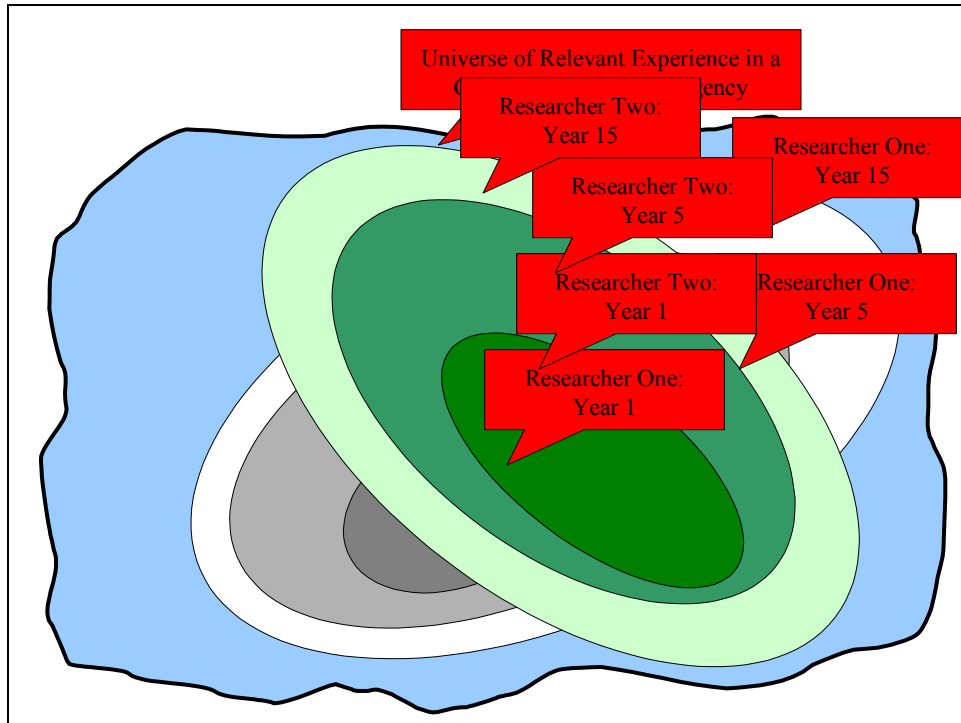 Universe of Relevant Experience in a
Researcher Two:
Year 15
Researcher One:
Year 15
Researcher Two:
Year 5
Researcher Two:
Year 1
Researcher One:
Year 5
Researcher One:
Year 1